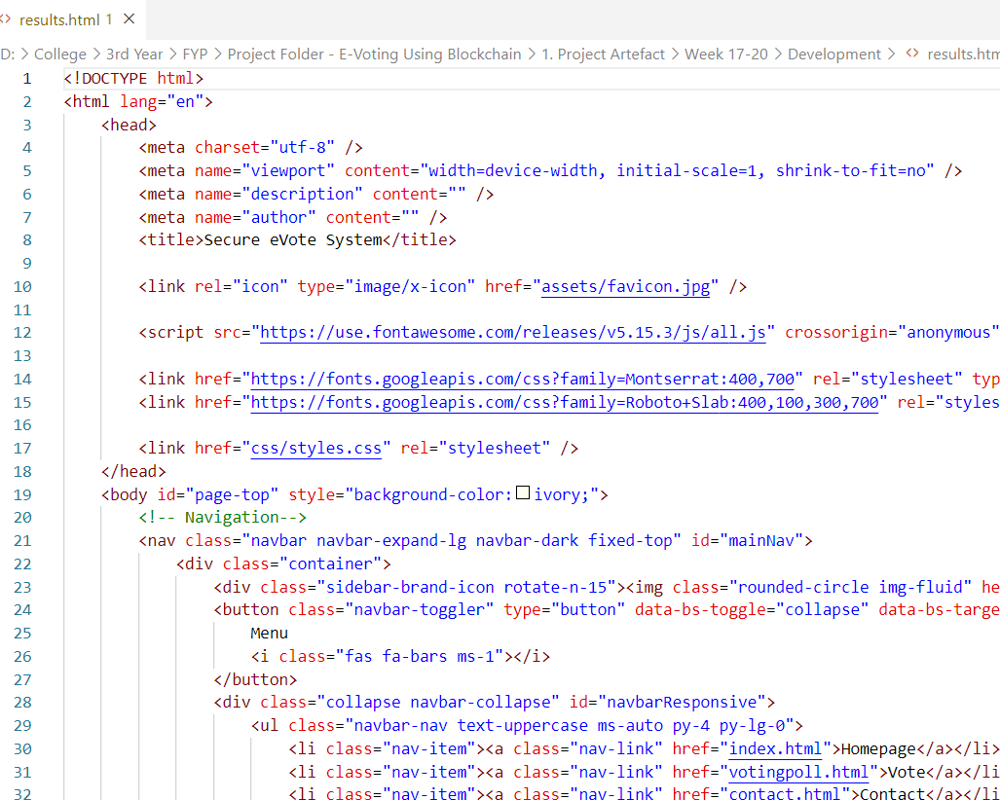 results.html 1
D: > College > 3rd Year > FYP > Project Folder - E-Voting Using Blockchain > 1. Project Artefact > Week 17-20 > Development > <> results.htm
1 <!DOCTYPE html>
2 <html lang="en">
3 <head>
4 <meta charset="utf-8" />
5 <meta name="viewport" content="width=device-width, initial-scale=1, shrink-to-fit=no" />
6 <meta name="description" content="" />
7 <meta name="author" content="" />
8 <title>Secure eVote System</title>
9
10 <link rel="icon" type="image/x-icon" href="assets/favicon.jpg" />
11
12 <script src="https://use.fontawesome.com/releases/v5.15.3/js/all.js" crossorigin="anonymous"
13
14 <link href="https://fonts.googleapis.com/css?family=Montserrat:400,700" rel="stylesheet" typ
15 <link href="https://fonts.googleapis.com/css?family=Roboto+Slab:400,100,300,700" rel="styles
16
17 <link href="css/styles.css" rel="stylesheet" />
18 </head>
19 <body id="page-top" style="background-color:ivory;">
20 <!-- Navigation-->
21 <nav class="navbar navbar-expand-lg navbar-dark fixed-top" id="mainNav">
22 <div class="container">
23 <div class="sidebar-brand-icon rotate-n-15"><img class="rounded-circle img-fluid" he
24 <button class="navbar-toggler" type="button" data-bs-toggle="collapse" data-bs-targe
25 Menu
26 <i class="fas fa-bars ms-1"></i>
27 </button>
28 <div class="collapse navbar-collapse" id="navbarResponsive">
29 <ul class="navbar-nav text-uppercase ms-auto py-4 py-lg-0">
30 <li class="nav-item"><a class="nav-link" href="index.html">Homepage</a></li>
31 <li class="nav-item"><a class="nav-link" href="votingpoll.html">Vote</a></li
32 <li class="nav-item"><a class="nav-link" href="contact.html">Contact</a></li